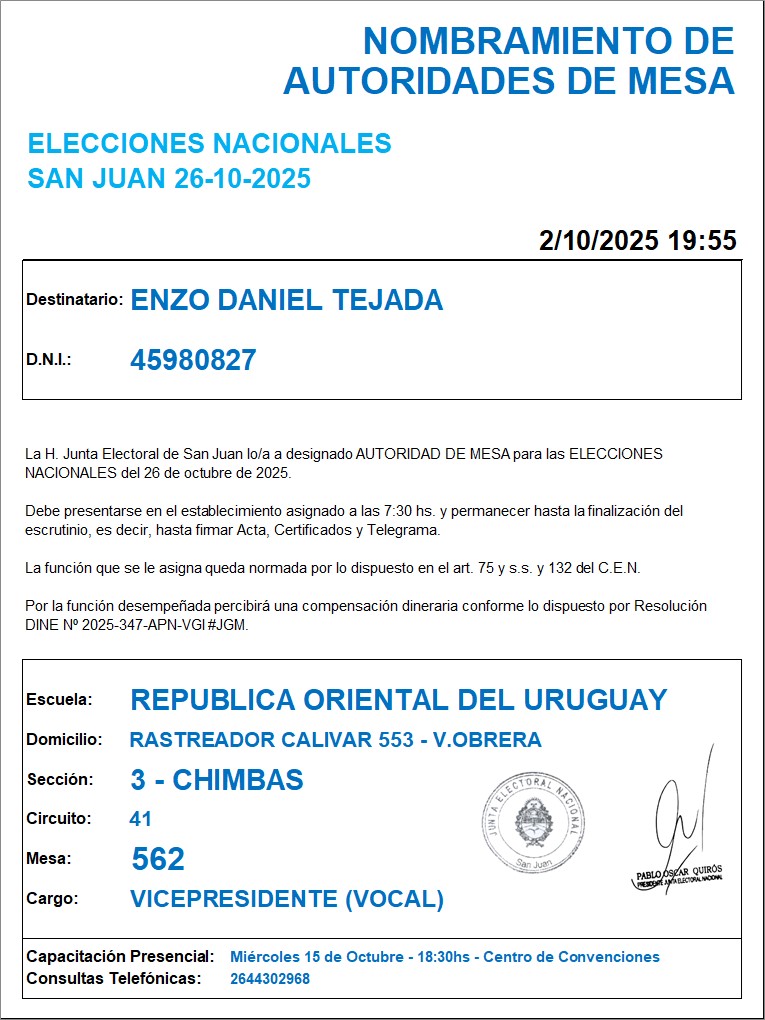 NOMBRAMIENTO DE
AUTORIDADES DE MESA
ELECCIONES NACIONALES
SAN JUAN 26-10-2025
2/10/2025 19:55
Destinatario: ENZO DANIEL TEJADA
D.N.I.: 45980827
La H. Junta Electoral de San Juan lo/a a designado AUTORIDAD DE MESA para las ELECCIONES
NACIONALES del 26 de octubre de 2025.
Debe presentarse en el establecimiento asignado a las 7:30 hs. y permanecer hasta la finalización del
escrutinio, es decir, hasta firmar Acta, Certificados y Telegrama.
La función que se le asigna queda normada por lo dispuesto en el art. 75 y s.s. y 132 del C.E.N.
Por la función desempeñada percibirá una compensación dineraria conforme lo dispuesto por Resolución
DINE Nº 2025-347-APN-VGI#JGM.
Escuela: REPUBLICA ORIENTAL DEL URUGUAY
Domicilio: RASTREADOR CALIVAR 553 - V.OBRERA
Sección: 3 - CHIMBAS
Circuito: 41
Mesa: 562
Cargo: VICEPRESIDENTE (VOCAL)
JUNTA ELECTORAL NACIONAL
San Juan
PABLO OSCAR QUIRÓS
PRESIDENTE JUNTA ELECTORAL NACIONAL
Capacitación Presencial: Miércoles 15 de Octubre - 18:30hs - Centro de Convenciones
Consultas Telefónicas: 2644302968